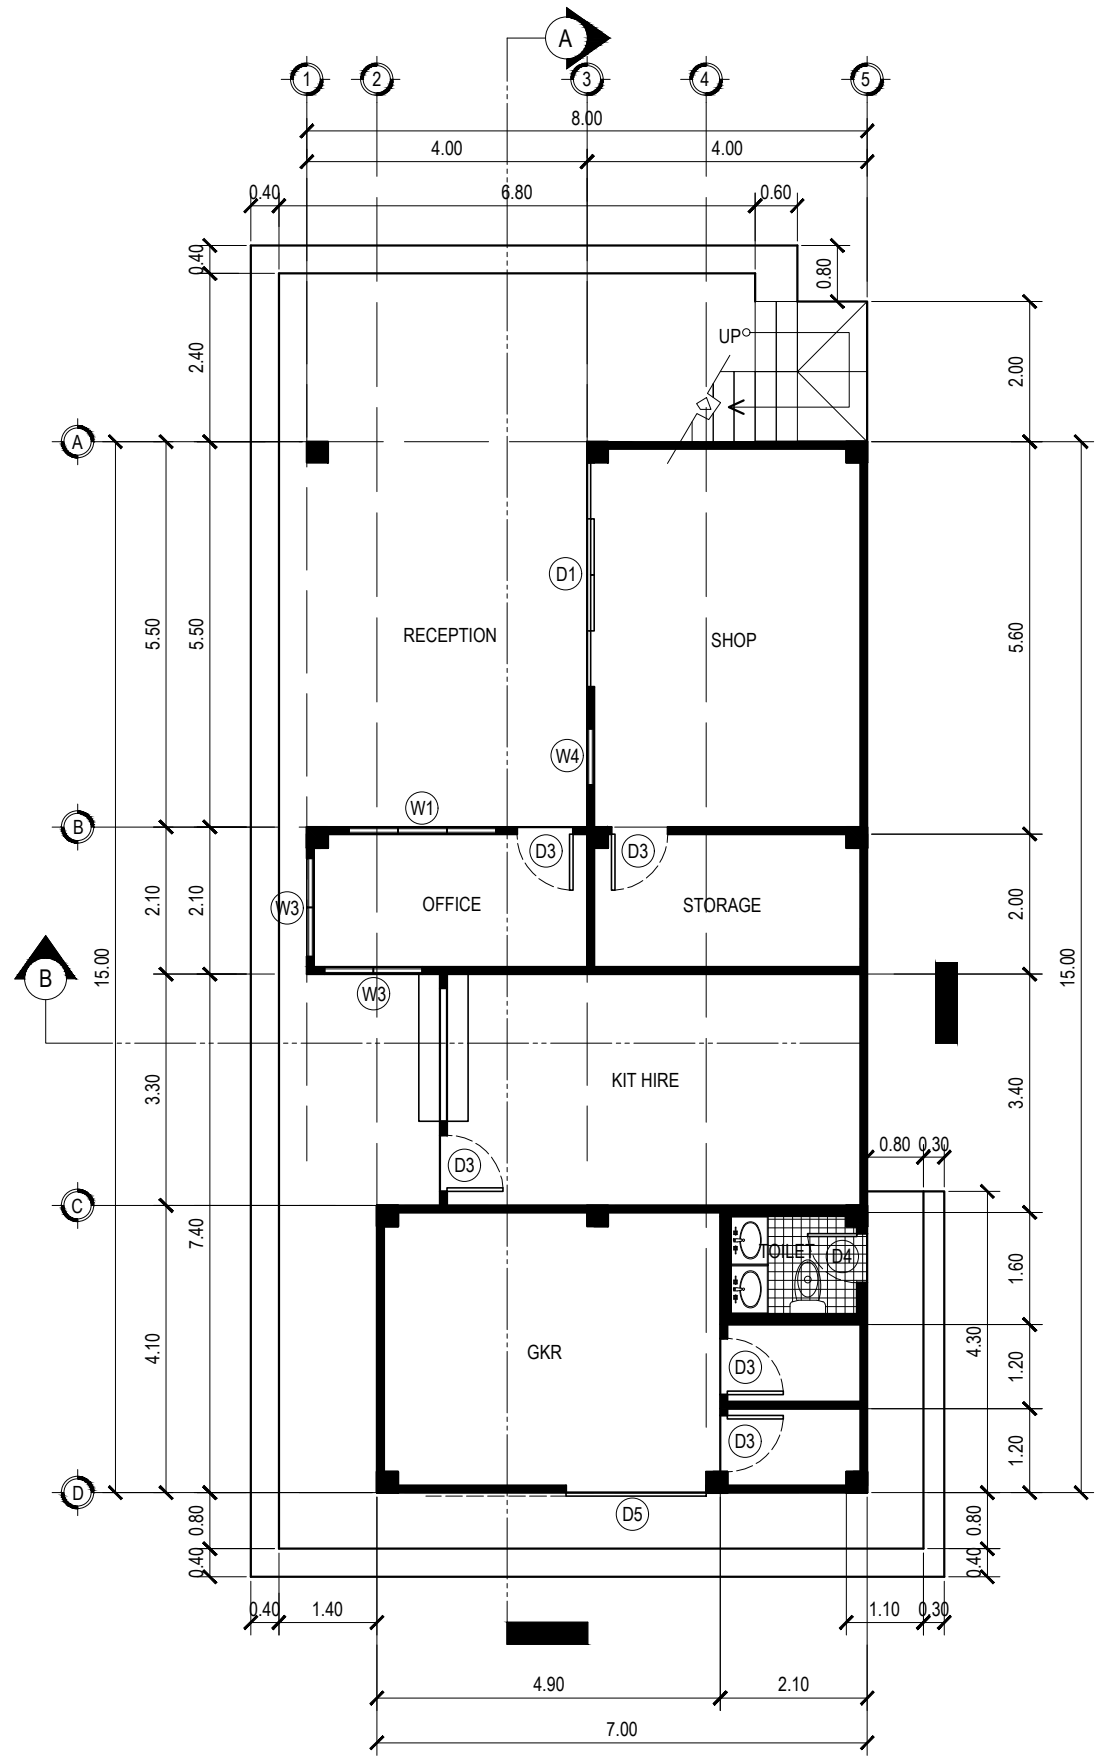 A
1
2
3
4
5
8.00
4.00
4.00
0.40
6.80
0.60
0.40
0.80
2.40
UP
2.00
A
5.50
5.50
D1
RECEPTION
SHOP
5.60
W4
W1
B
D3
D3
2.10
2.10
W3
OFFICE
STORAGE
2.00
15.00
15.00
B
W3
3.30
KIT HIRE
3.40
D3
0.80
0.30
C
7.40
TOILET
D4
1.60
4.10
4.30
GKR
D3
1.20
D3
1.20
D
D5
0.80
0.80
0.40
0.40
0.40
1.40
1.10
0.30
4.90
2.10
7.00